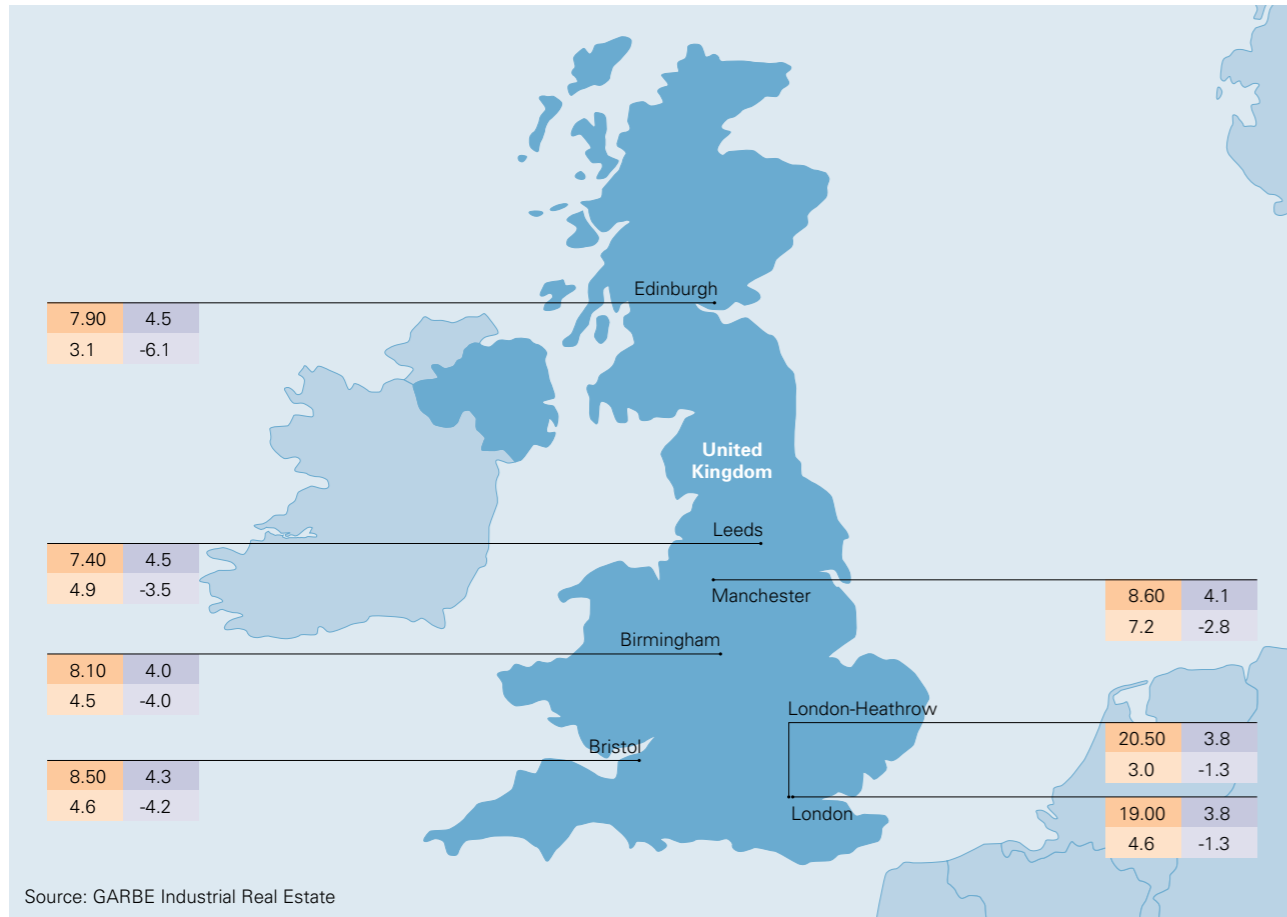 Edinburgh
7.90 4.5
3.1 -6.1
United
Kingdom
Leeds
7.40 4.5
4.9 -3.5
Manchester
8.60 4.1
7.2 -2.8
Birmingham
8.10 4.0
4.5 -4.0
London-Heathrow
20.50 3.8
3.0 -1.3
Bristol
8.50 4.3
4.6 -4.2
London
19.00 3.8
4.6 -1.3
Source: GARBE Industrial Real Estate